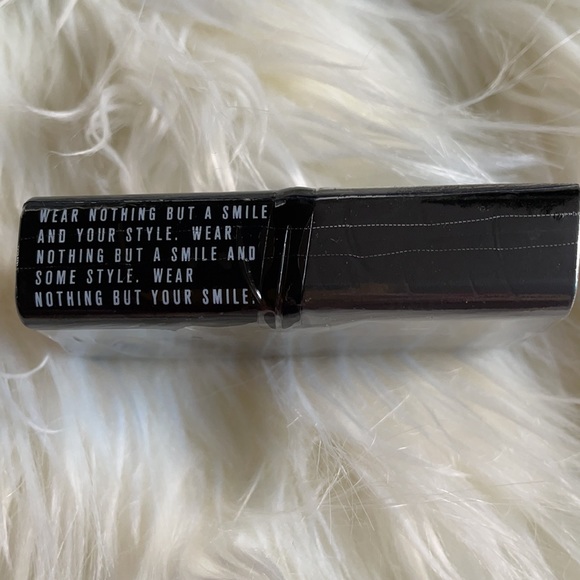 WEAR NOTHING BUT A SMILE
AND YOUR STYLE. WEAR
NOTHING BUT A SMILE AND
SOME STYLE. WEAR
NOTHING BUT YOUR SMILE.